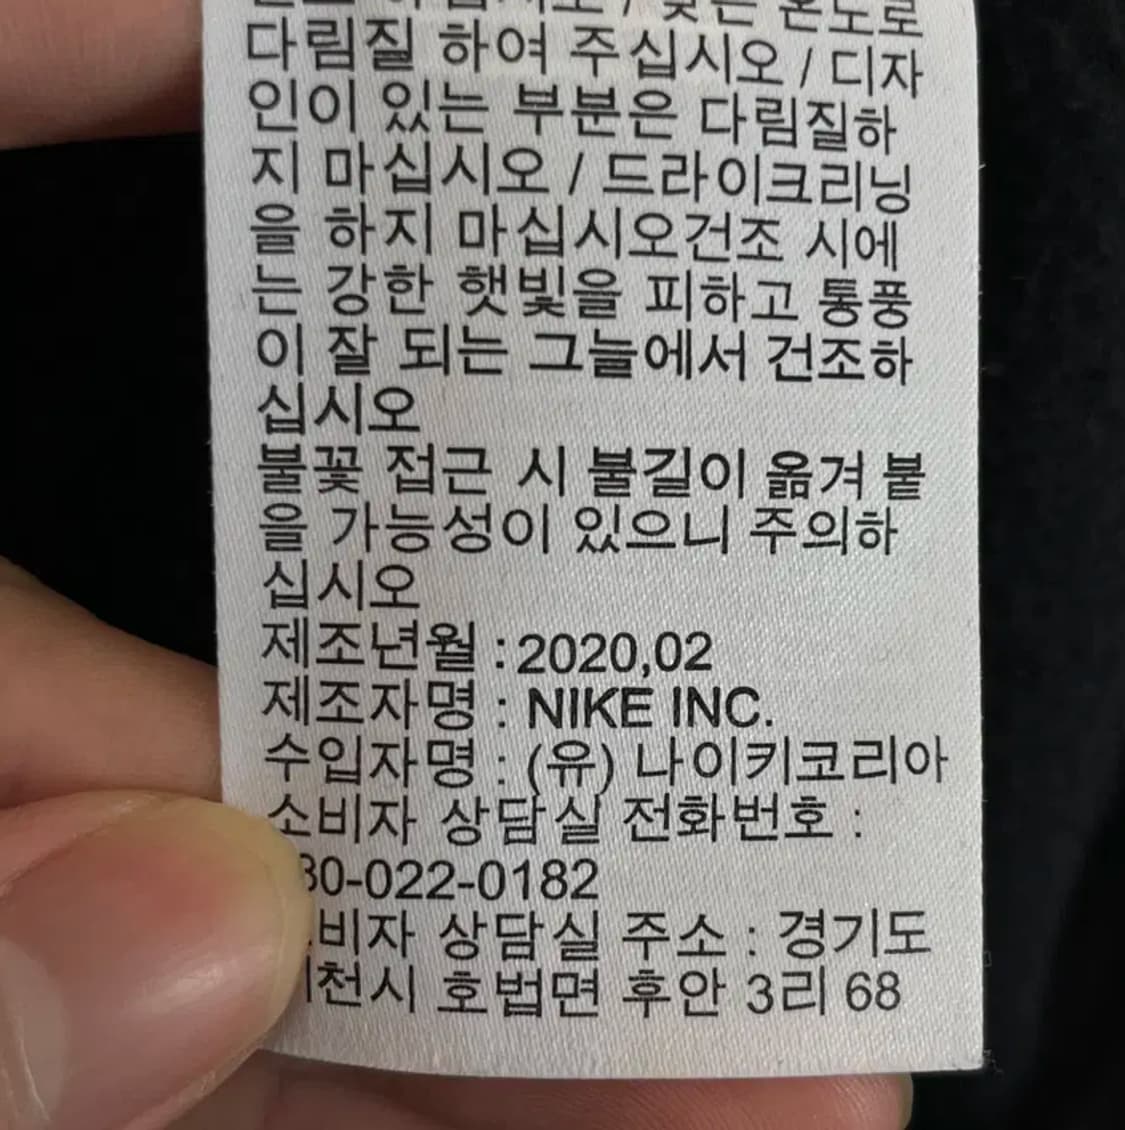 맞는 온도로
다림질 하여 주십시오 / 디자
인이 있는 부분은 다림질하
지 마십시오 / 드라이크리닝
을 하지 마십시오건조 시에
는 강한 햇빛을 피하고 통풍
이 잘 되는 그늘에서 건조하
십시오
불꽃 접근 시 불길이 옮겨 붙
을 가능성이 있으니 주의하
십시오
제조년월 : 2020,02
제조자명 : NIKE INC.
수입자명 : (유) 나이키코리아
소비자 상담실 전화번호 :
80-022-0182
비자 상담실 주소 : 경기도
천시 호법면 후안 3리 68